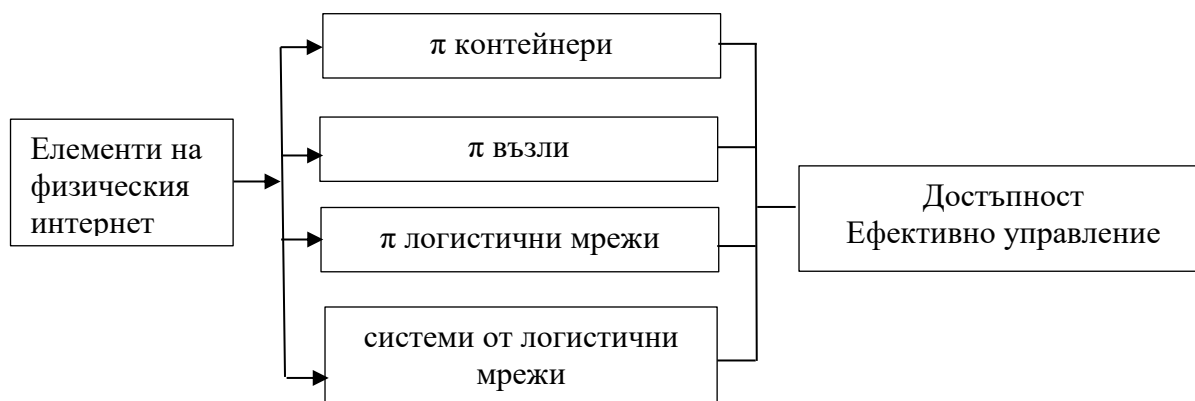 Елементи на
физическия
интернет
π контейнери
π възли
π логистични мрежи
системи от логистични
мрежи
Достъпност
Ефективно управление